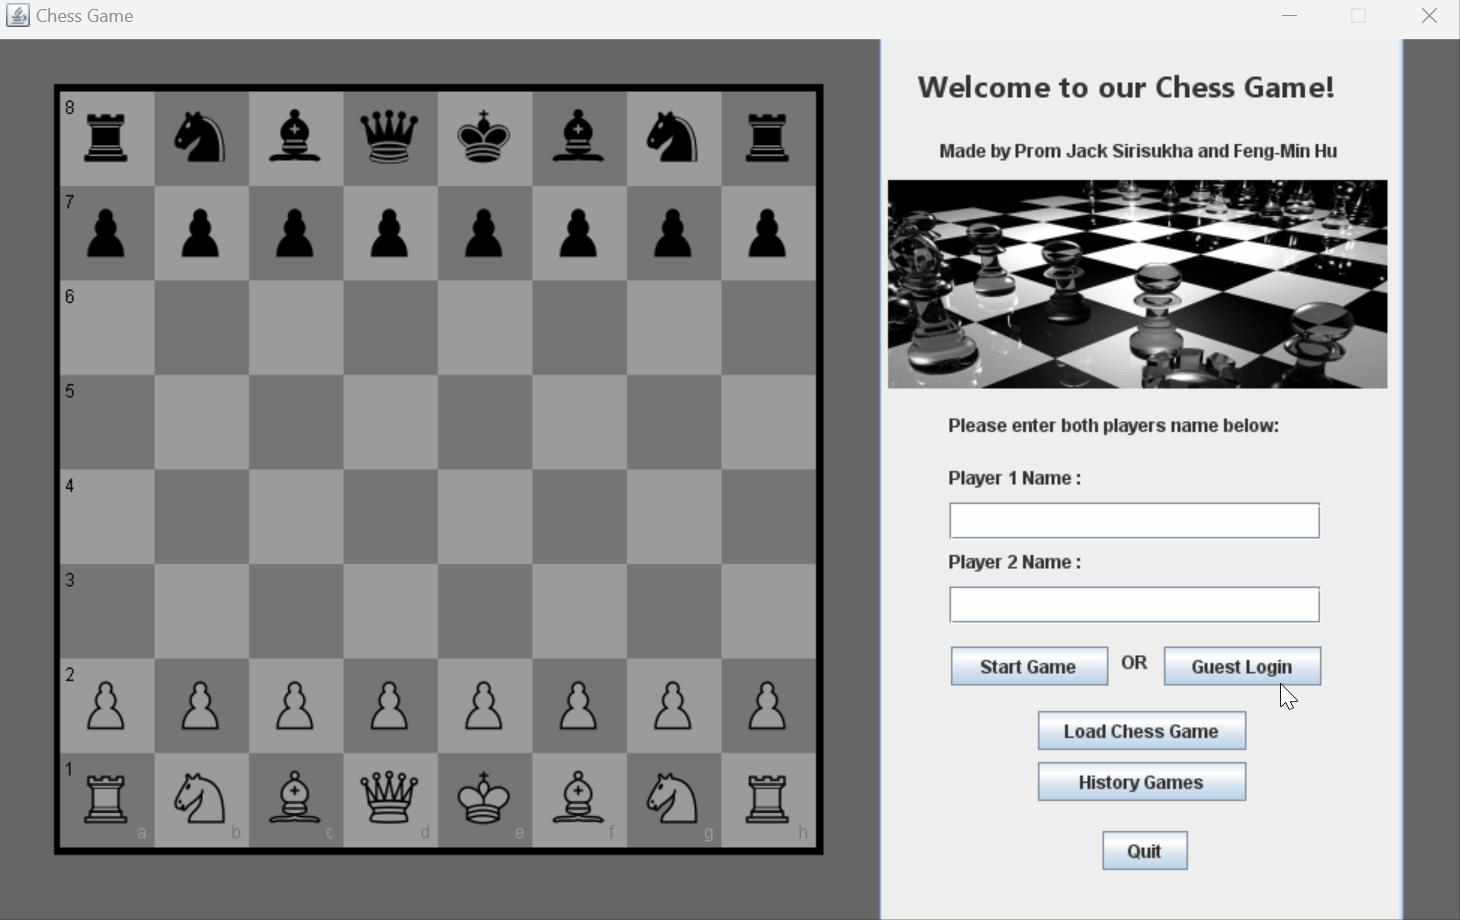 Chess Game
8
7
6
5
4
3
2
1
a b c d e f g h
Welcome to our Chess Game!
Made by Prom Jack Sirisukha and Feng-Min Hu
Please enter both players name below:
Player 1 Name :
Player 2 Name :
Start Game OR Guest Login
Load Chess Game
History Games
Quit